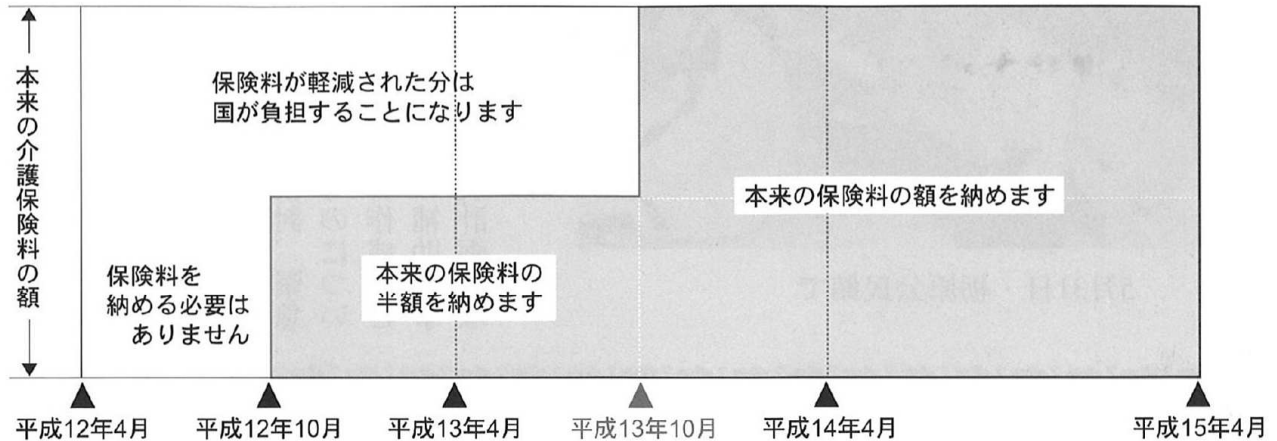 本来の介護保険料の額
保険料が軽減された分は
国が負担することになります
保険料を
納める必要は
ありません
本来の保険料の
半額を納めます
本来の保険料の額を納めます
平成12年4月
平成12年10月
平成13年4月
平成13年10月
平成14年4月
平成15年4月